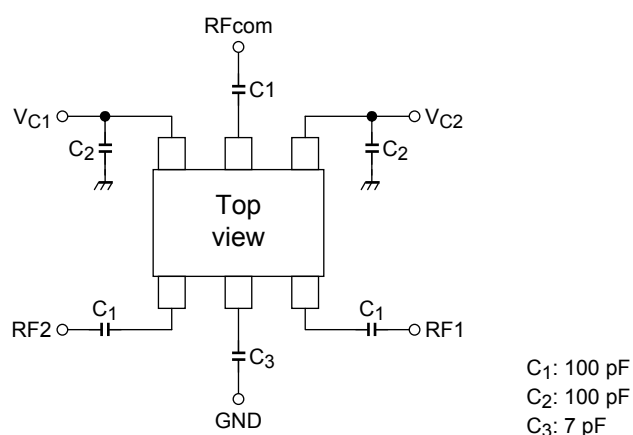 RFcom
C1
VC1
VC2
C2
C2
Top
view
C1
C1
RF2
RF1
C3
GND
C1: 100 pF
C2: 100 pF
C3: 7 pF